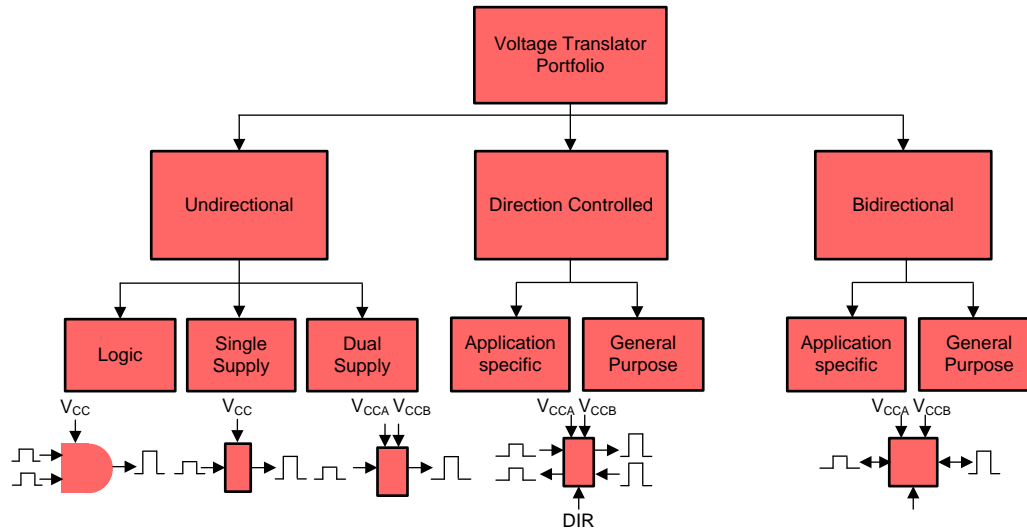 Voltage Translator
Portfolio
Undirectional
Direction Controlled
Bidirectional
Logic
Single
Supply
Dual
Supply
Application
specific
General
Purpose
Application
specific
General
Purpose
VCC
VCC
VCCA VCCB
VCCA VCCB
VCCA VCCB
DIR